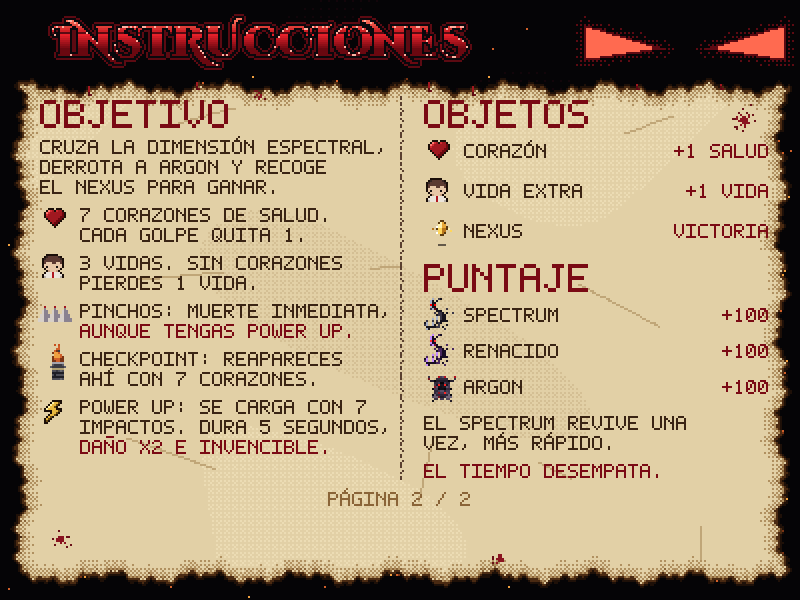 INSTRUCCIONES
OBJETIVO
CRUZA LA DIMENSIÓN ESPECTRAL,
DERROTA A ARGON Y RECOGE
EL NEXUS PARA GANAR.
7 CORAZONES DE SALUD.
CADA GOLPE QUITA 1.
3 VIDAS. SIN CORAZONES
PIERDES 1 VIDA.
PINCHOS: MUERTE INMEDIATA,
AUNQUE TENGAS POWER UP.
CHECKPOINT: REAPARECES
AHÍ CON 7 CORAZONES.
POWER UP: SE CARGA CON 7
IMPACTOS. DURA 5 SEGUNDOS,
DAÑO X2 E INVENCIBLE.
OBJETOS
CORAZÓN +1 SALUD
VIDA EXTRA +1 VIDA
NEXUS VICTORIA
PUNTAJE
SPECTRUM +100
RENACIDO +100
ARGON +100
EL SPECTRUM REVIVE UNA
VEZ, MÁS RÁPIDO.
EL TIEMPO DESEMPATA.
PÁGINA 2 / 2